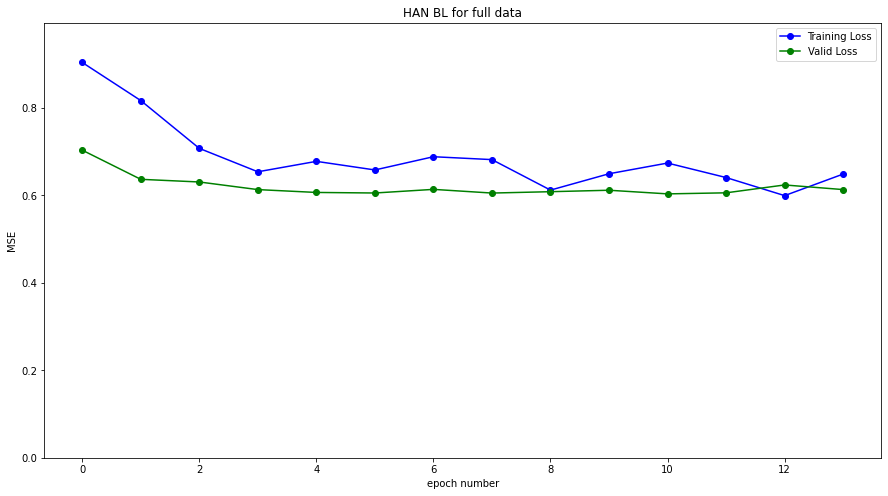 HAN BL for full data
Training Loss
Valid Loss
MSE
0.8
0.6
0.4
0.2
0.0
0 2 4 6 8 10 12
epoch number